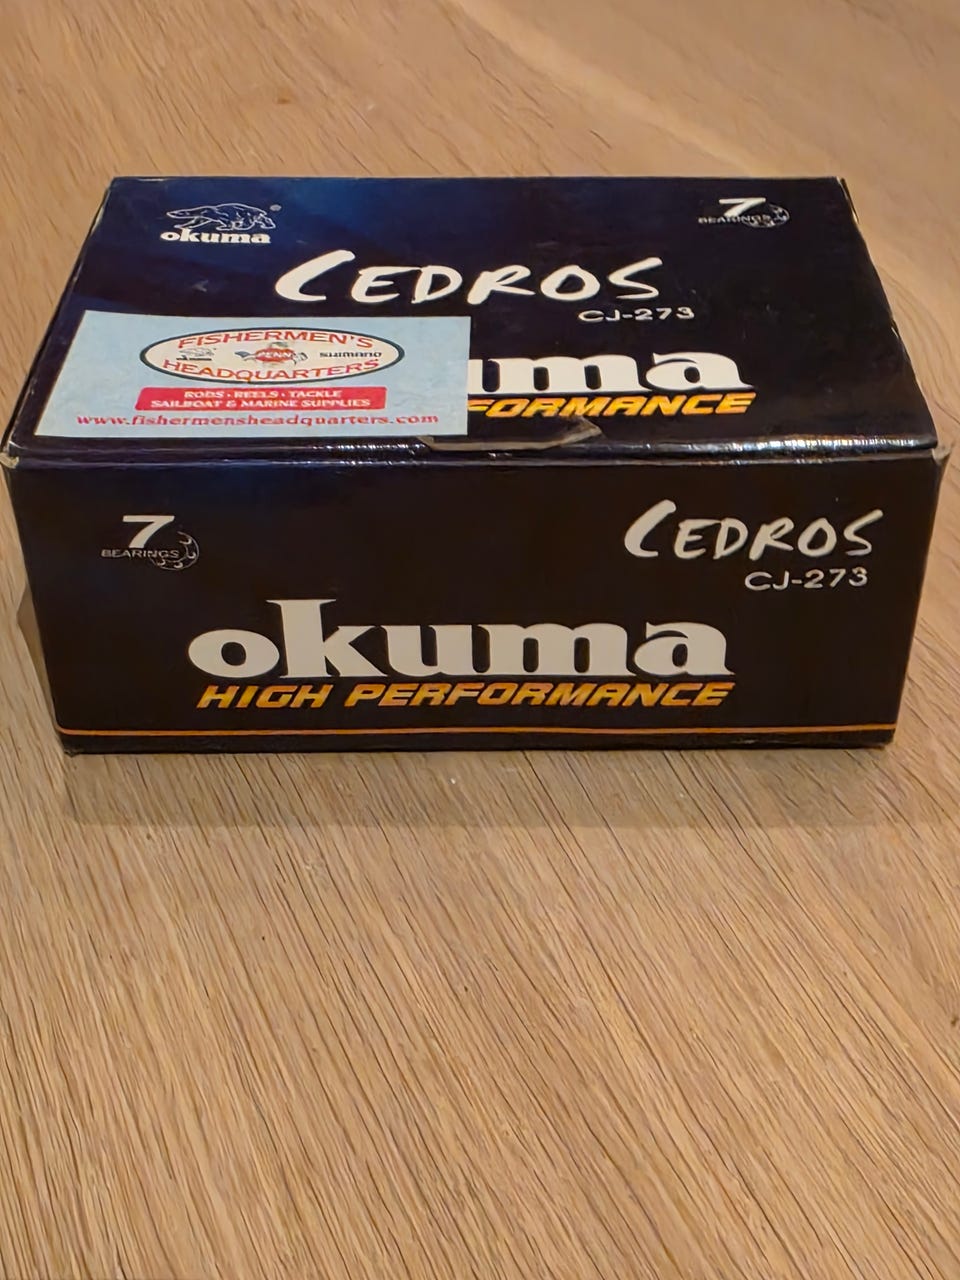 okuma
7
BEARINGS
CEDROS
CJ-273
FISHERMEN'S
PENN
SHIMANO
HEADQUARTERS
RODS • REELS • TACKLE
SAILBOAT & MARINE SUPPLIES
www.fishermensheadquarters.com
uma
FORMANCE
7
BEARINGS
CEDROS
CJ-273
okuma
HIGH PERFORMANCE